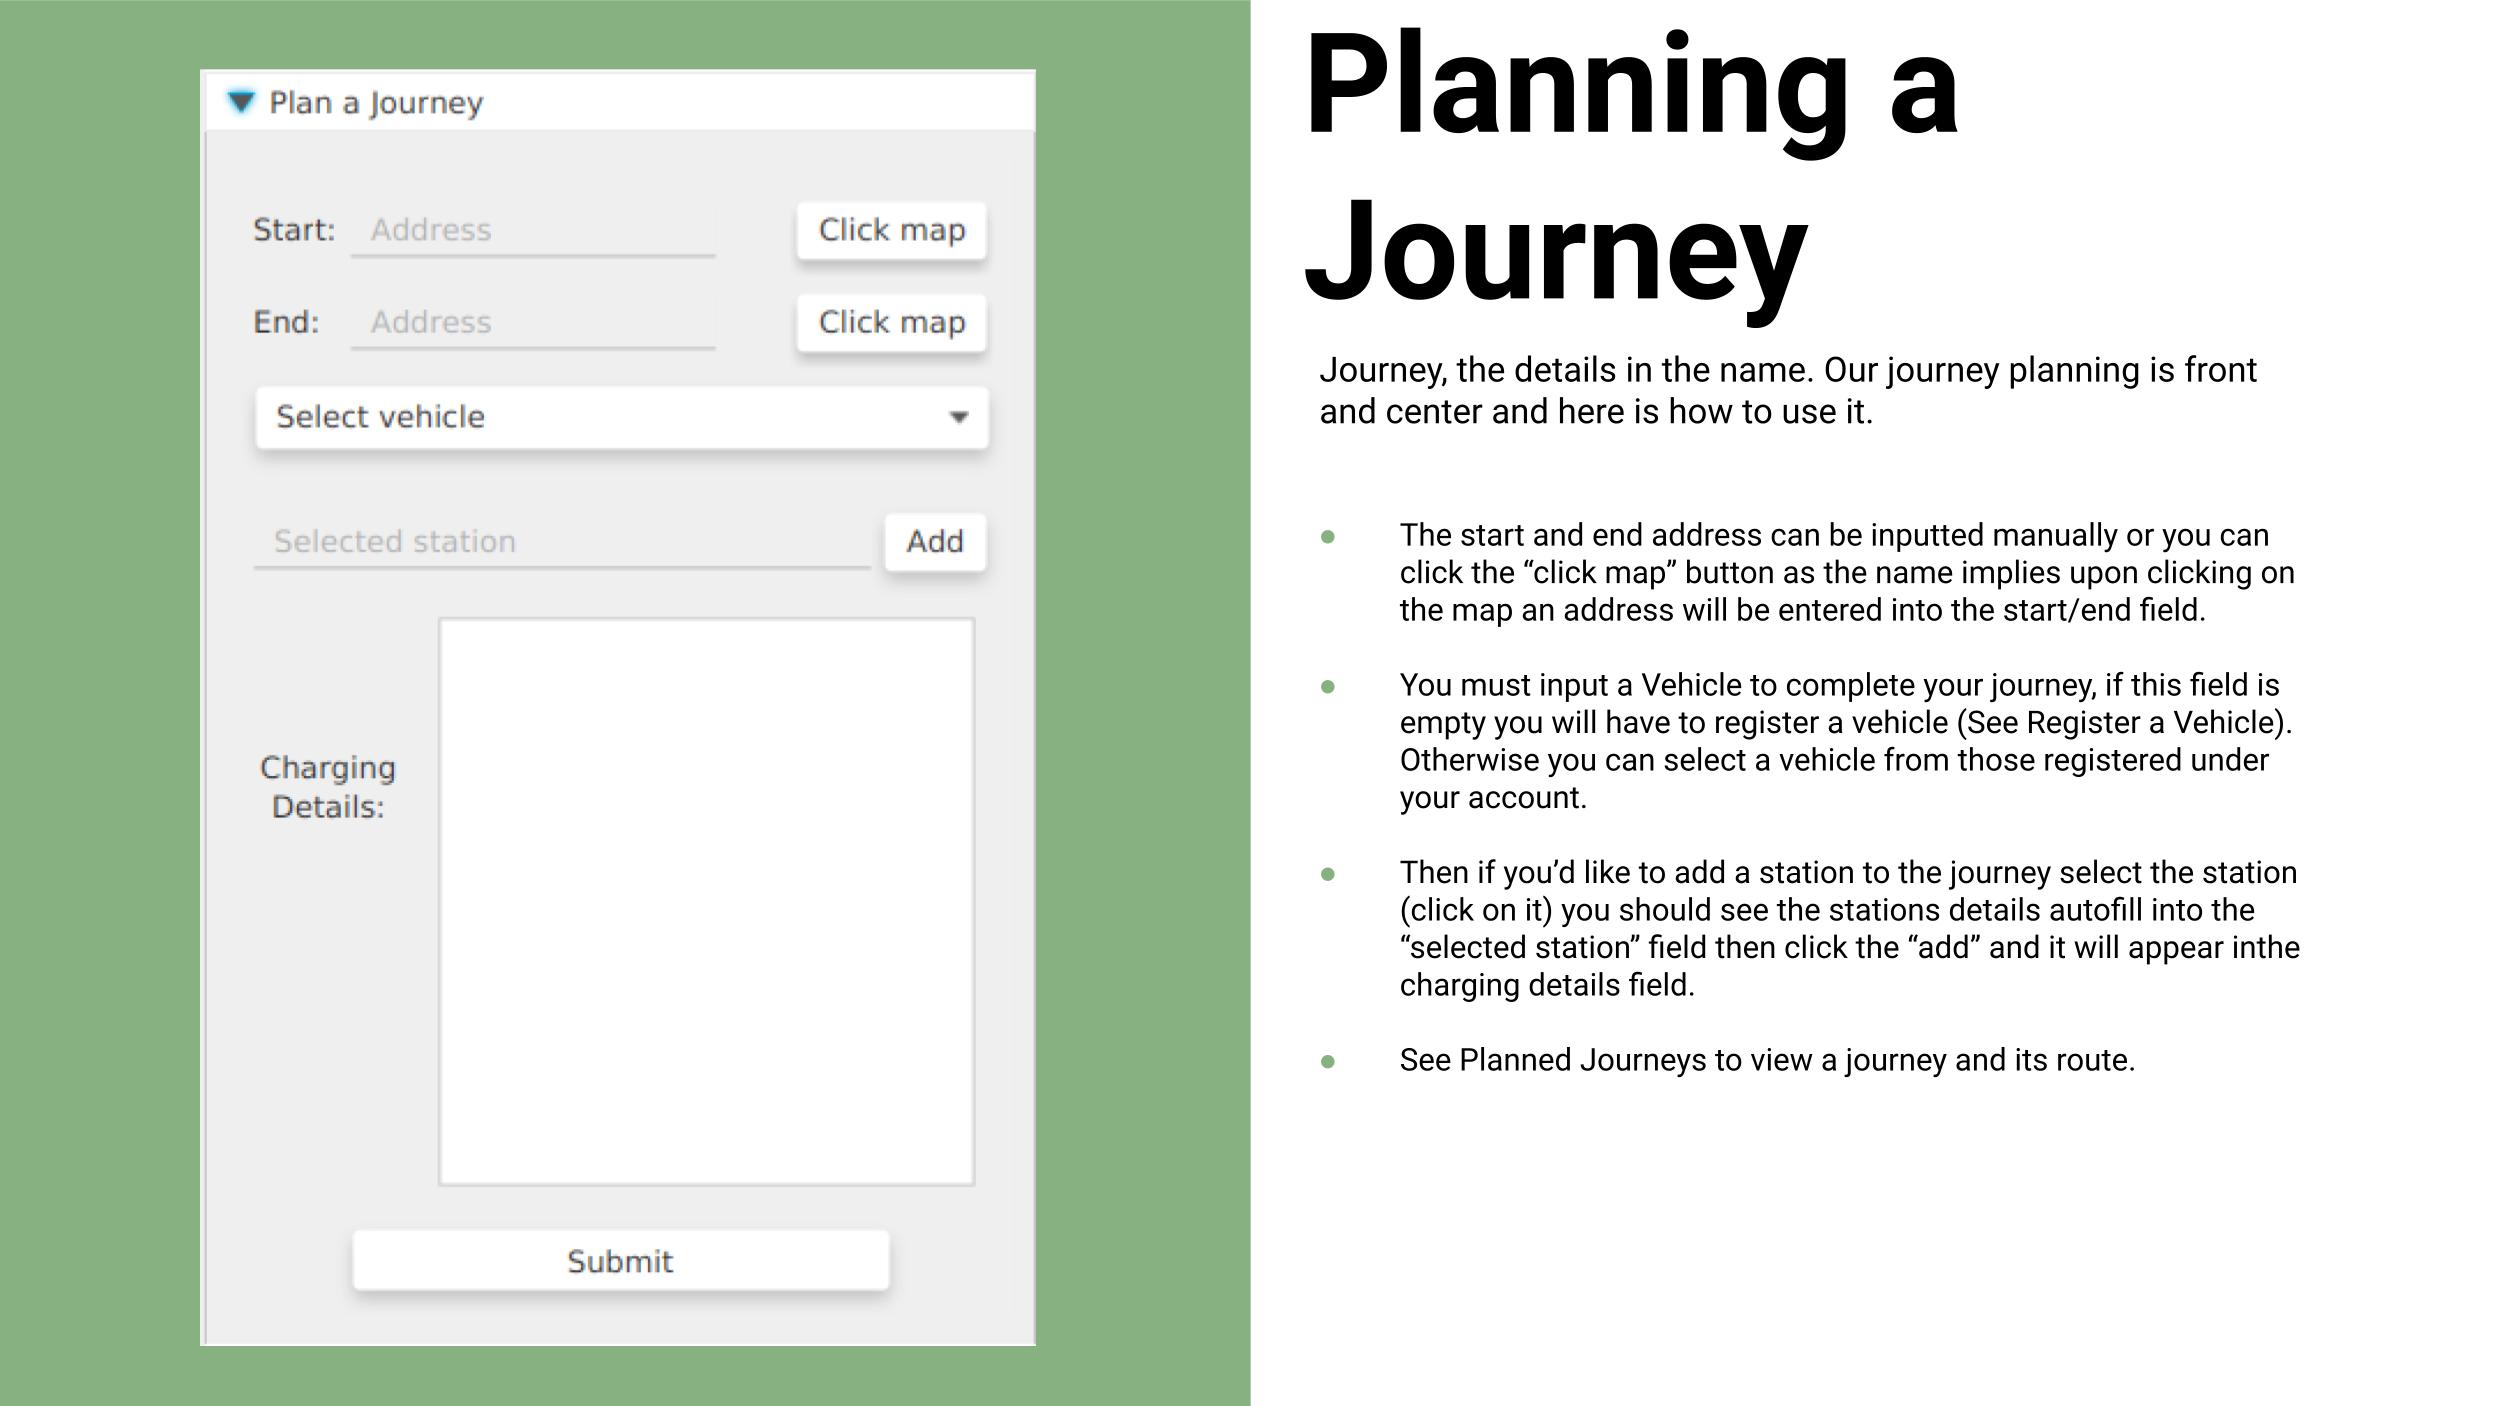 Plan a Journey
Start: Address Click map
End: Address Click map
Select vehicle
Selected station Add
Charging
Details:
Submit
Planning a
Journey
Journey, the details in the name. Our journey planning is front
and center and here is how to use it.
● The start and end address can be inputted manually or you can
click the “click map” button as the name implies upon clicking on
the map an address will be entered into the start/end field.
● You must input a Vehicle to complete your journey, if this field is
empty you will have to register a vehicle (See Register a Vehicle).
Otherwise you can select a vehicle from those registered under
your account.
● Then if you’d like to add a station to the journey select the station
(click on it) you should see the stations details autofill into the
“selected station” field then click the “add” and it will appear inthe
charging details field.
● See Planned Journeys to view a journey and its route.